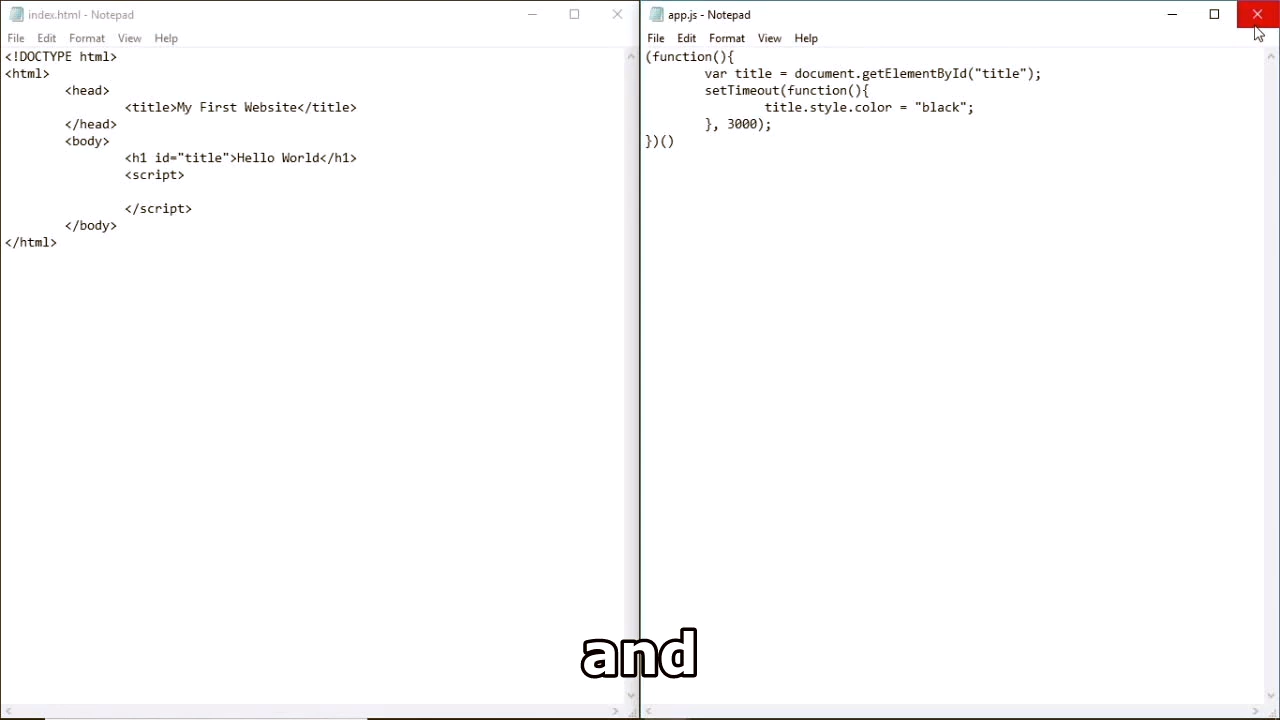 index.html - Notepad
File Edit Format View Help
<!DOCTYPE html>
<html>
<head>
<title>My First Website</title>
</head>
<body>
<h1 id="title">Hello World</h1>
<script>
</script>
</body>
</html>
app.js - Notepad
File Edit Format View Help
(function(){
var title = document.getElementById("title");
setTimeout(function(){
title.style.color = "black";
}, 3000);
})()
and